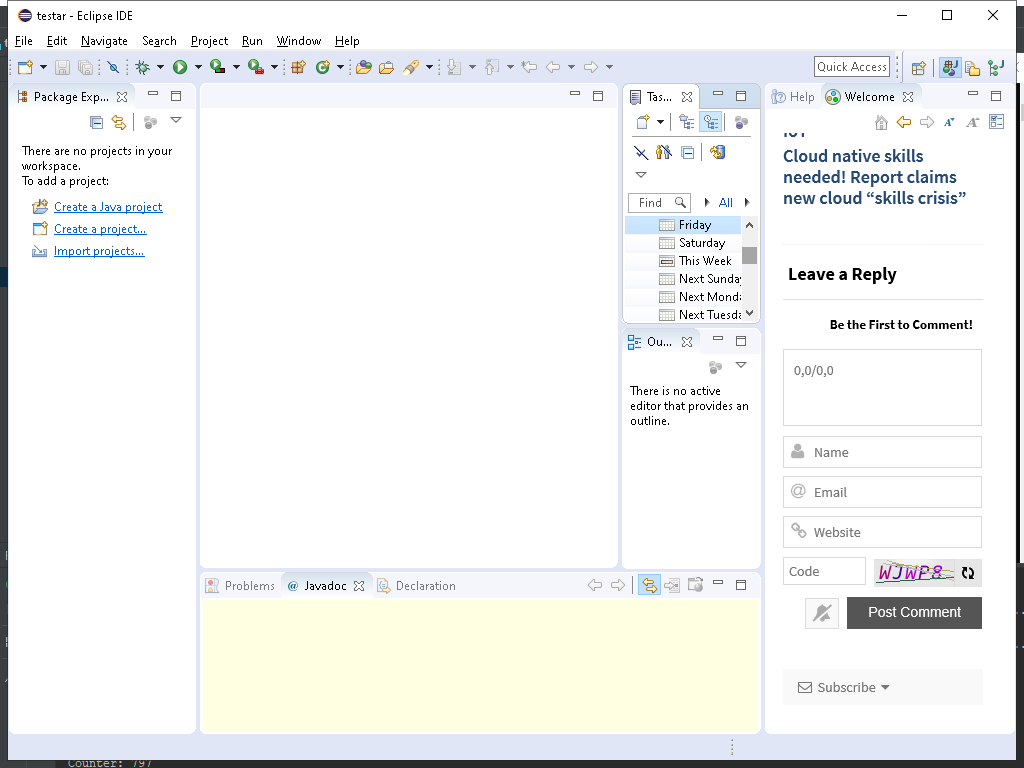 testar - Eclipse IDE
File Edit Navigate Search Project Run Window Help
Quick Access
Package Exp...
There are no projects in your
workspace.
To add a project:
Create a Java project
Create a project...
Import projects...
Tas...
Find All
Friday
Saturday
This Week
Next Sunday
Next Monda
Next Tuesda
Ou...
There is no active
editor that provides an
outline.
Help Welcome
Cloud native skills
needed! Report claims
new cloud “skills crisis”
Leave a Reply
Be the First to Comment!
0,0/0,0
Name
@ Email
Website
Code WJWP8
Post Comment
Subscribe
Problems @ Javadoc Declaration
Counter: 797